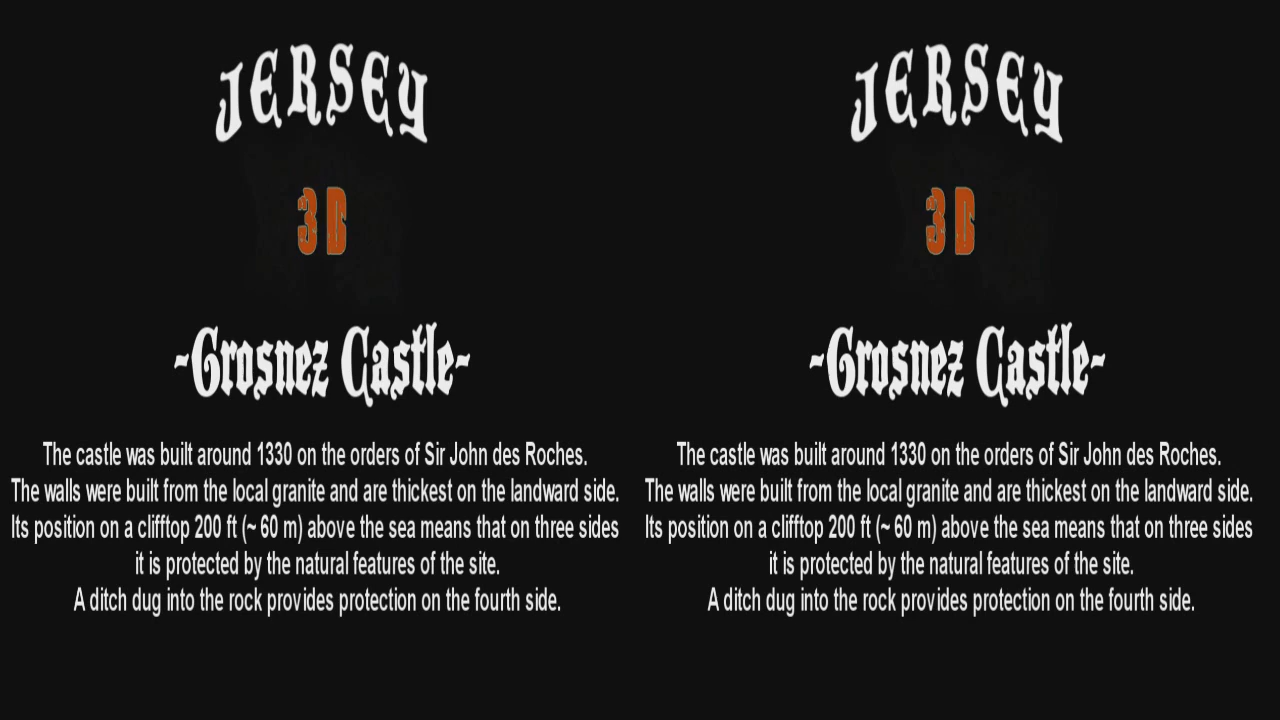 JERSEY
3D
~Grosnez Castle~
The castle was built around 1330 on the orders of Sir John des Roches.
The walls were built from the local granite and are thickest on the landward side.
Its position on a clifftop 200 ft (~ 60 m) above the sea means that on three sides
it is protected by the natural features of the site.
A ditch dug into the rock provides protection on the fourth side.
JERSEY
3D
~Grosnez Castle~
The castle was built around 1330 on the orders of Sir John des Roches.
The walls were built from the local granite and are thickest on the landward side.
Its position on a clifftop 200 ft (~ 60 m) above the sea means that on three sides
it is protected by the natural features of the site.
A ditch dug into the rock provides protection on the fourth side.